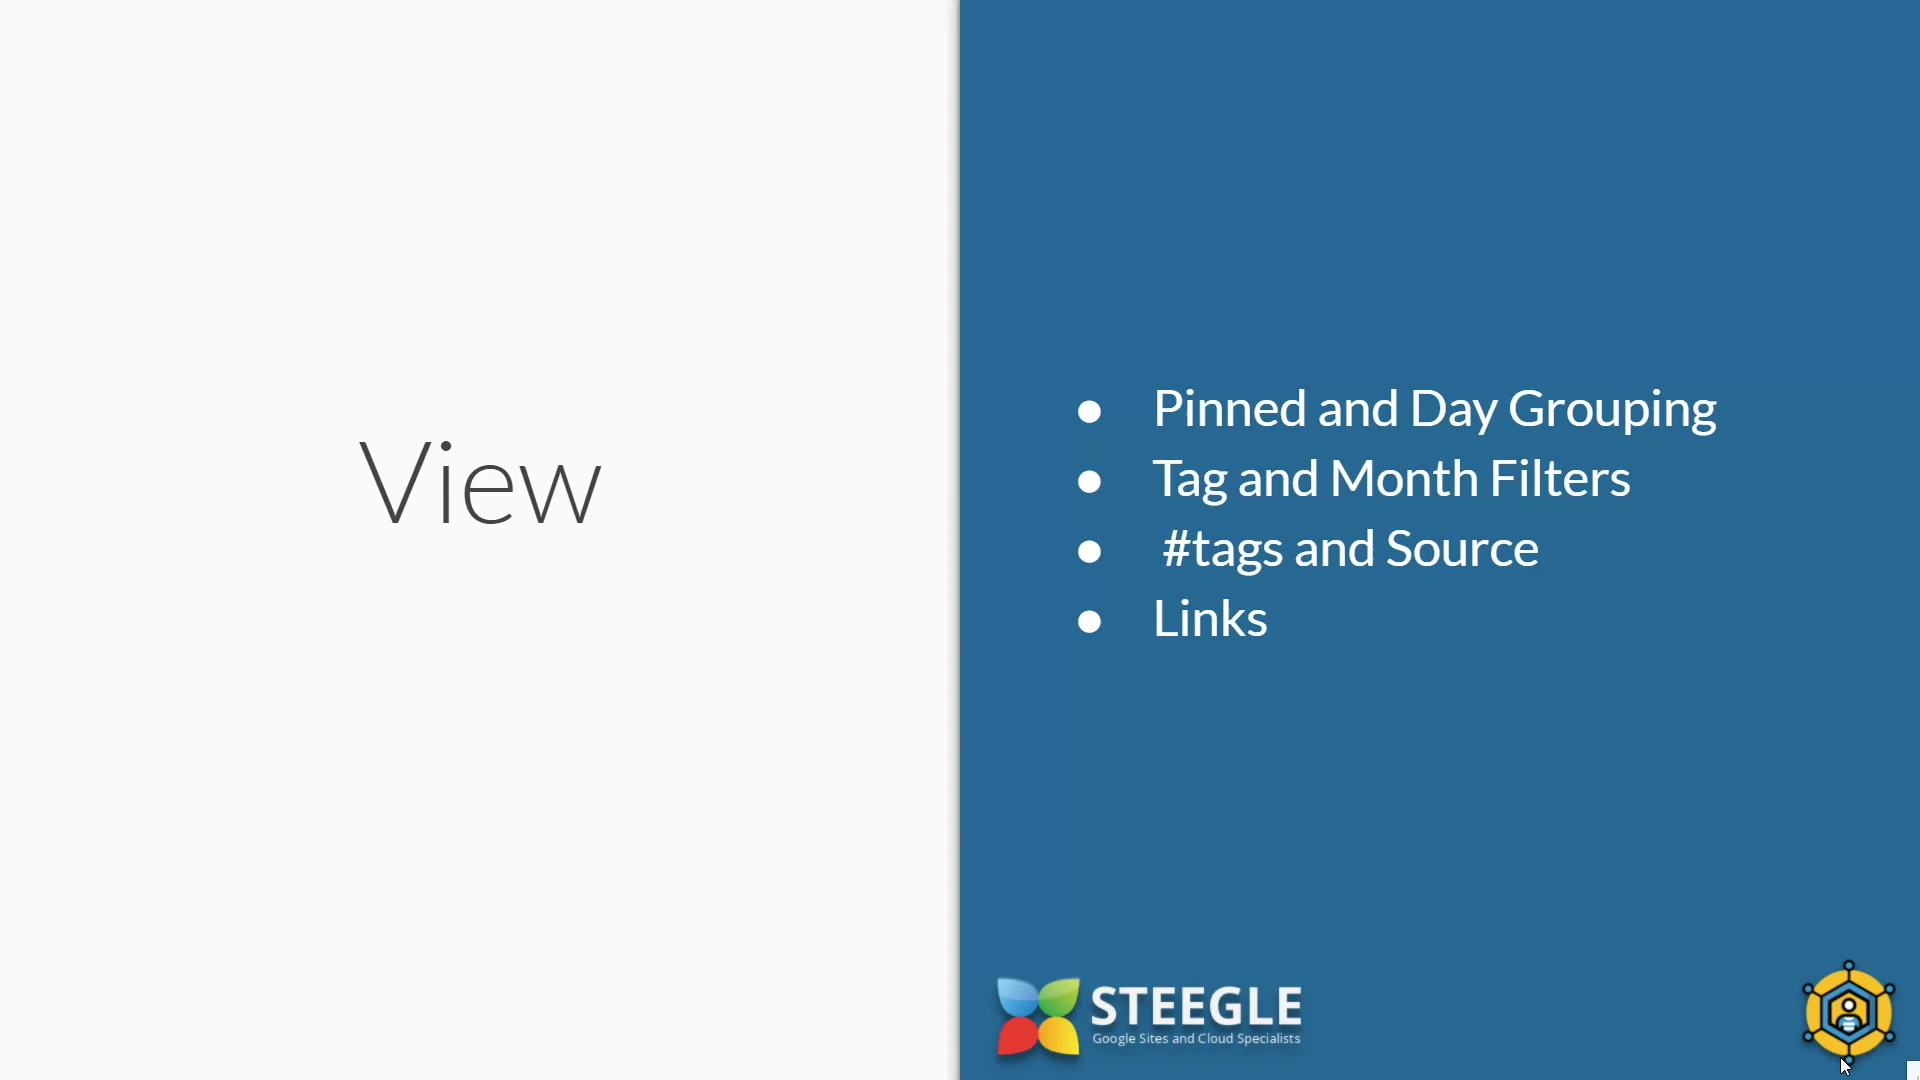 View
● Pinned and Day Grouping
● Tag and Month Filters
● #tags and Source
● Links
STEEGLE
Google Sites and Cloud Specialists